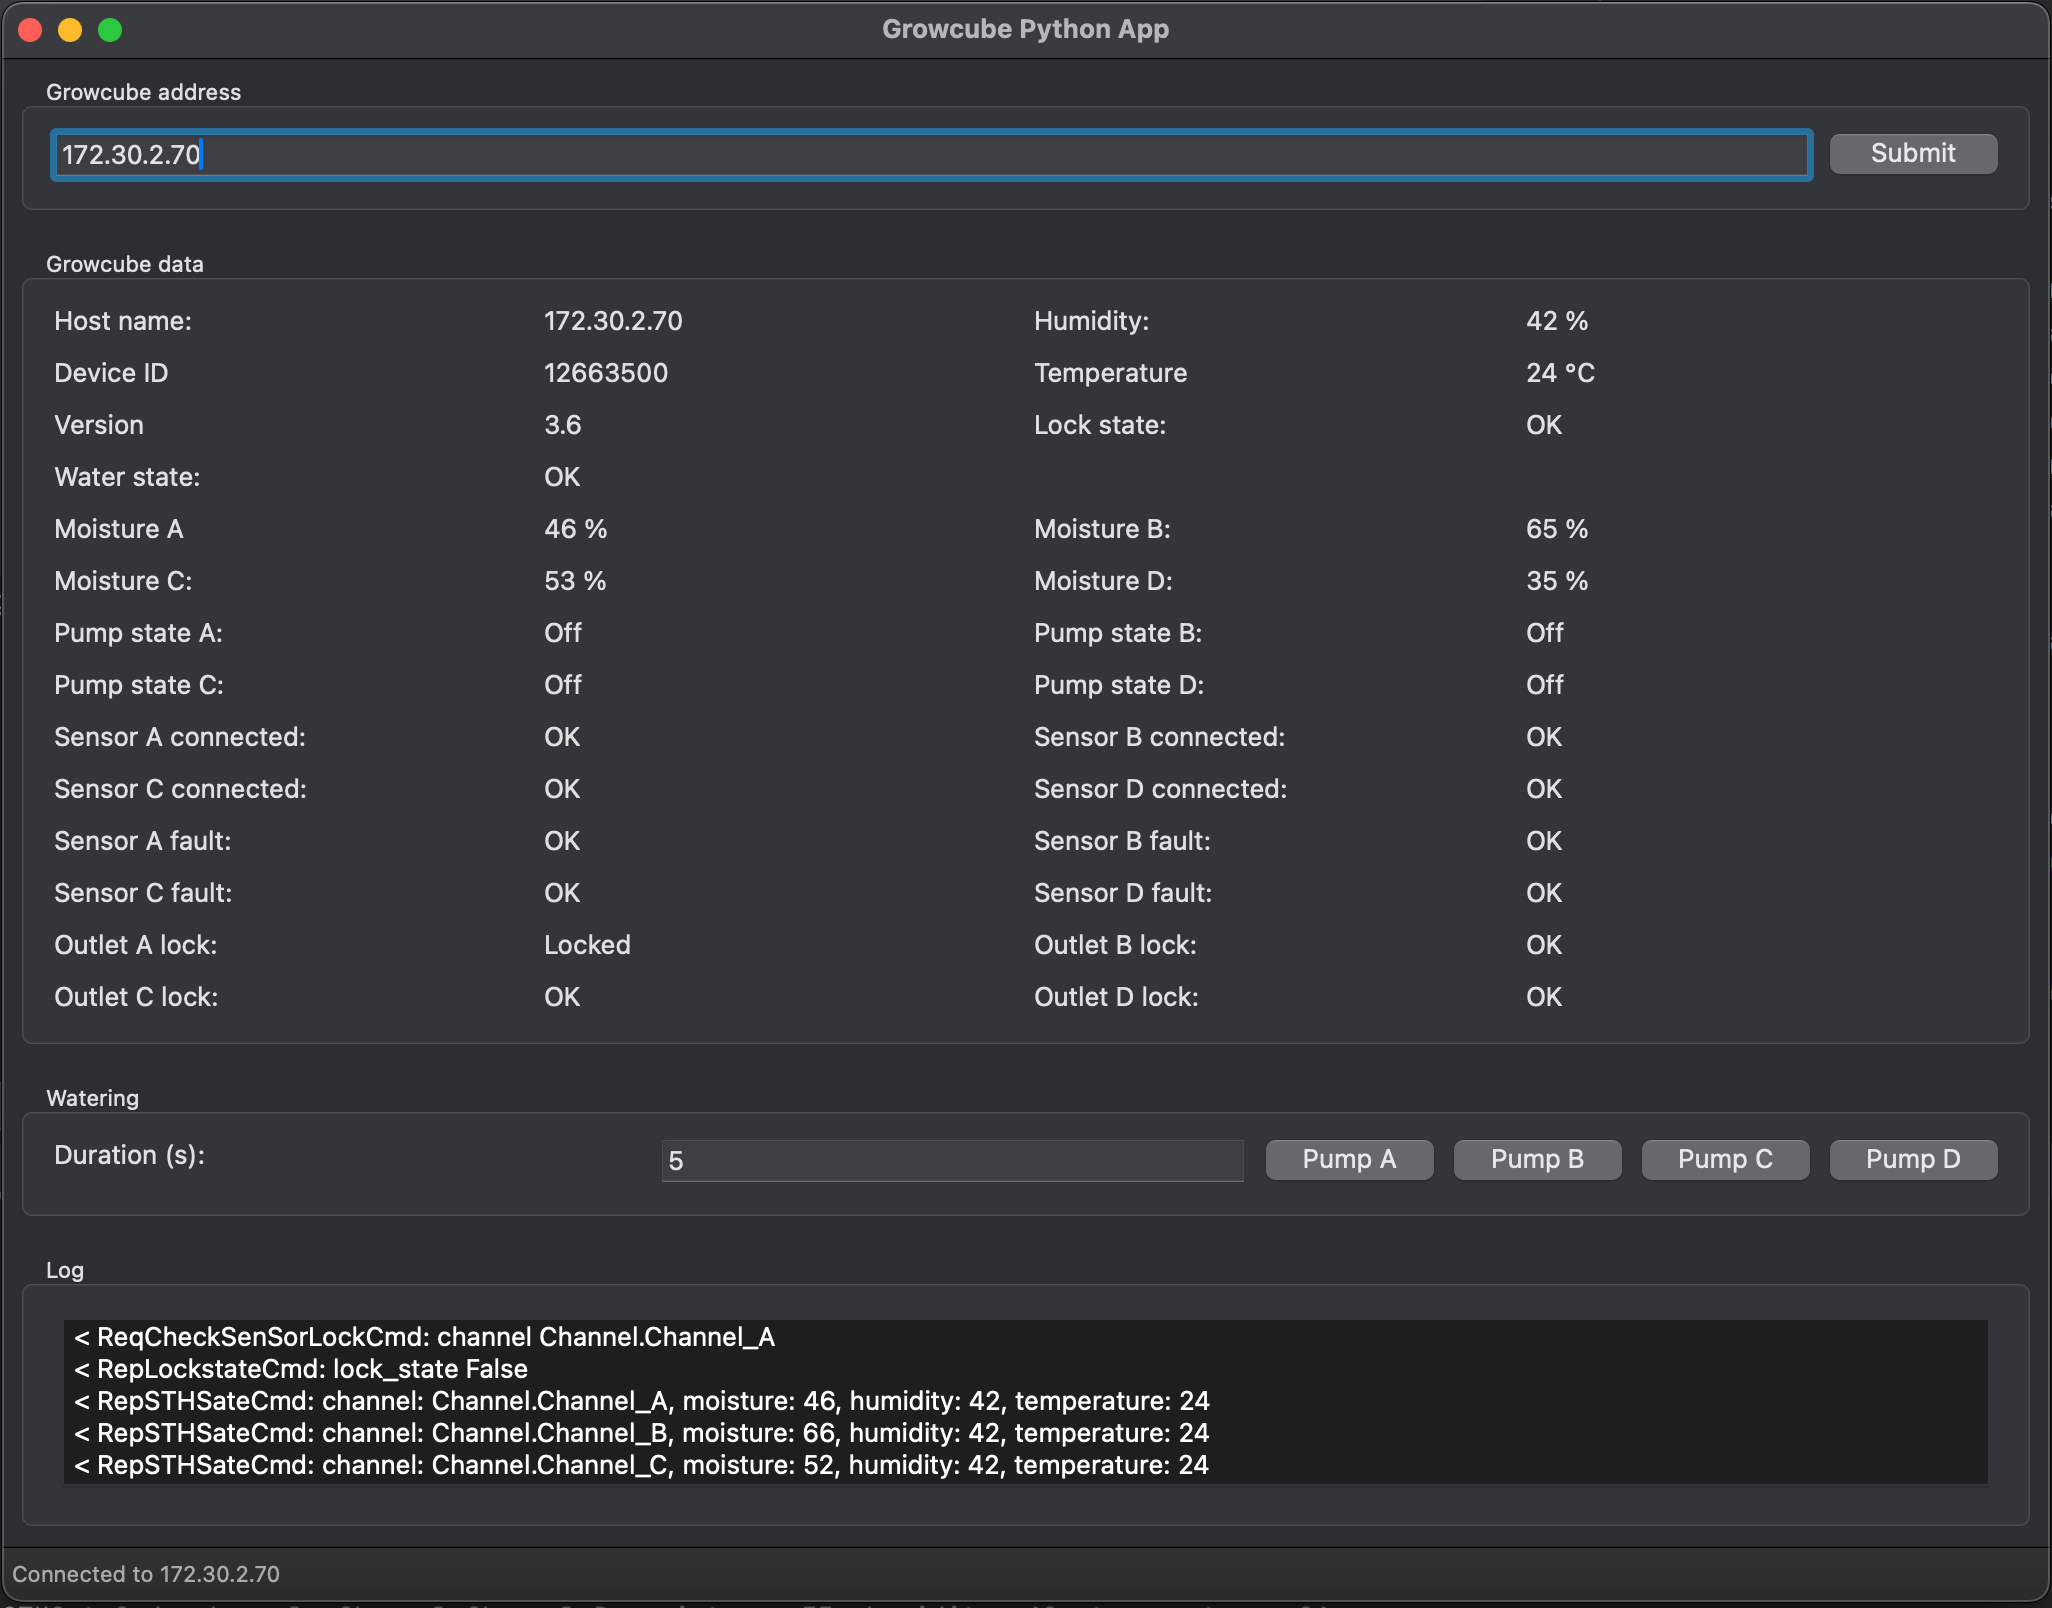 Growcube Python App
Growcube address
172.30.2.70 Submit
Growcube data
Host name: 172.30.2.70 Humidity: 42 %
Device ID 12663500 Temperature 24 °C
Version 3.6 Lock state: OK
Water state: OK
Moisture A 46 % Moisture B: 65 %
Moisture C: 53 % Moisture D: 35 %
Pump state A: Off Pump state B: Off
Pump state C: Off Pump state D: Off
Sensor A connected: OK Sensor B connected: OK
Sensor C connected: OK Sensor D connected: OK
Sensor A fault: OK Sensor B fault: OK
Sensor C fault: OK Sensor D fault: OK
Outlet A lock: Locked Outlet B lock: OK
Outlet C lock: OK Outlet D lock: OK
Watering
Duration (s): 5 Pump A Pump B Pump C Pump D
Log
< ReqCheckSenSorLockCmd: channel Channel.Channel_A
< RepLockstateCmd: lock_state False
< RepSTHSateCmd: channel: Channel.Channel_A, moisture: 46, humidity: 42, temperature: 24
< RepSTHSateCmd: channel: Channel.Channel_B, moisture: 66, humidity: 42, temperature: 24
< RepSTHSateCmd: channel: Channel.Channel_C, moisture: 52, humidity: 42, temperature: 24
Connected to 172.30.2.70